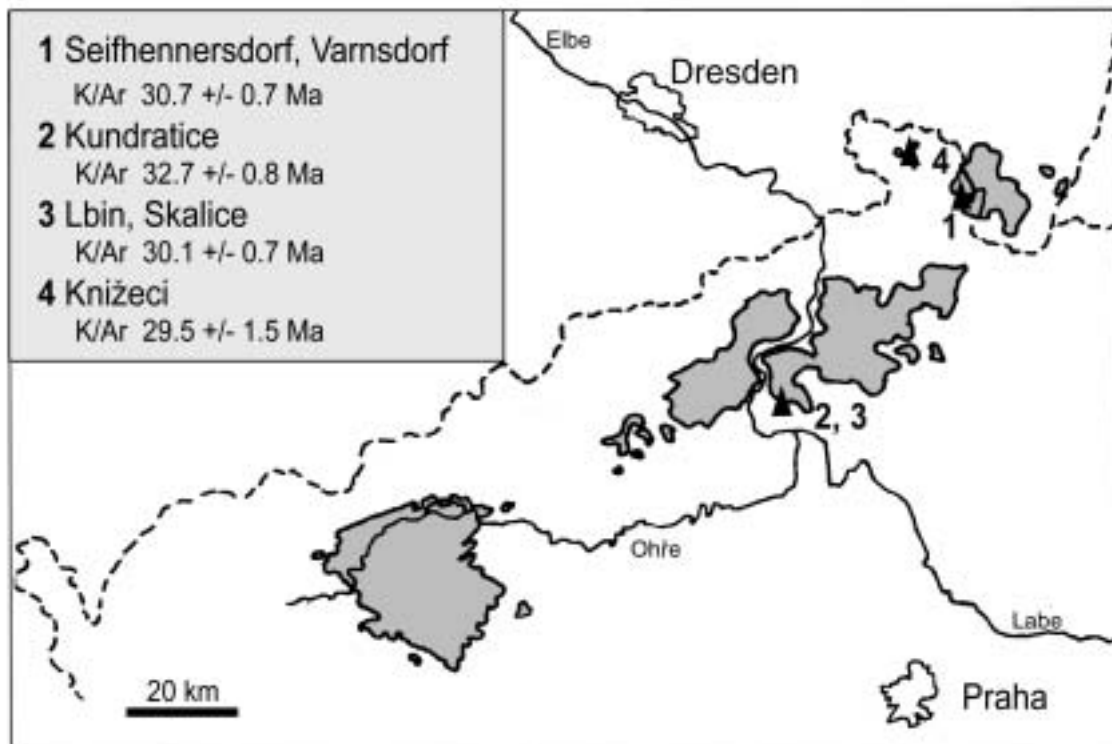 1 Seifhennersdorf, Varnsdorf
K/Ar 30.7 +/- 0.7 Ma
2 Kundratice
K/Ar 32.7 +/- 0.8 Ma
3 Lbin, Skalice
K/Ar 30.1 +/- 0.7 Ma
4 Knižeci
K/Ar 29.5 +/- 1.5 Ma
Elbe
Dresden
4
1
2, 3
Ohře
Labe
20 km
Praha